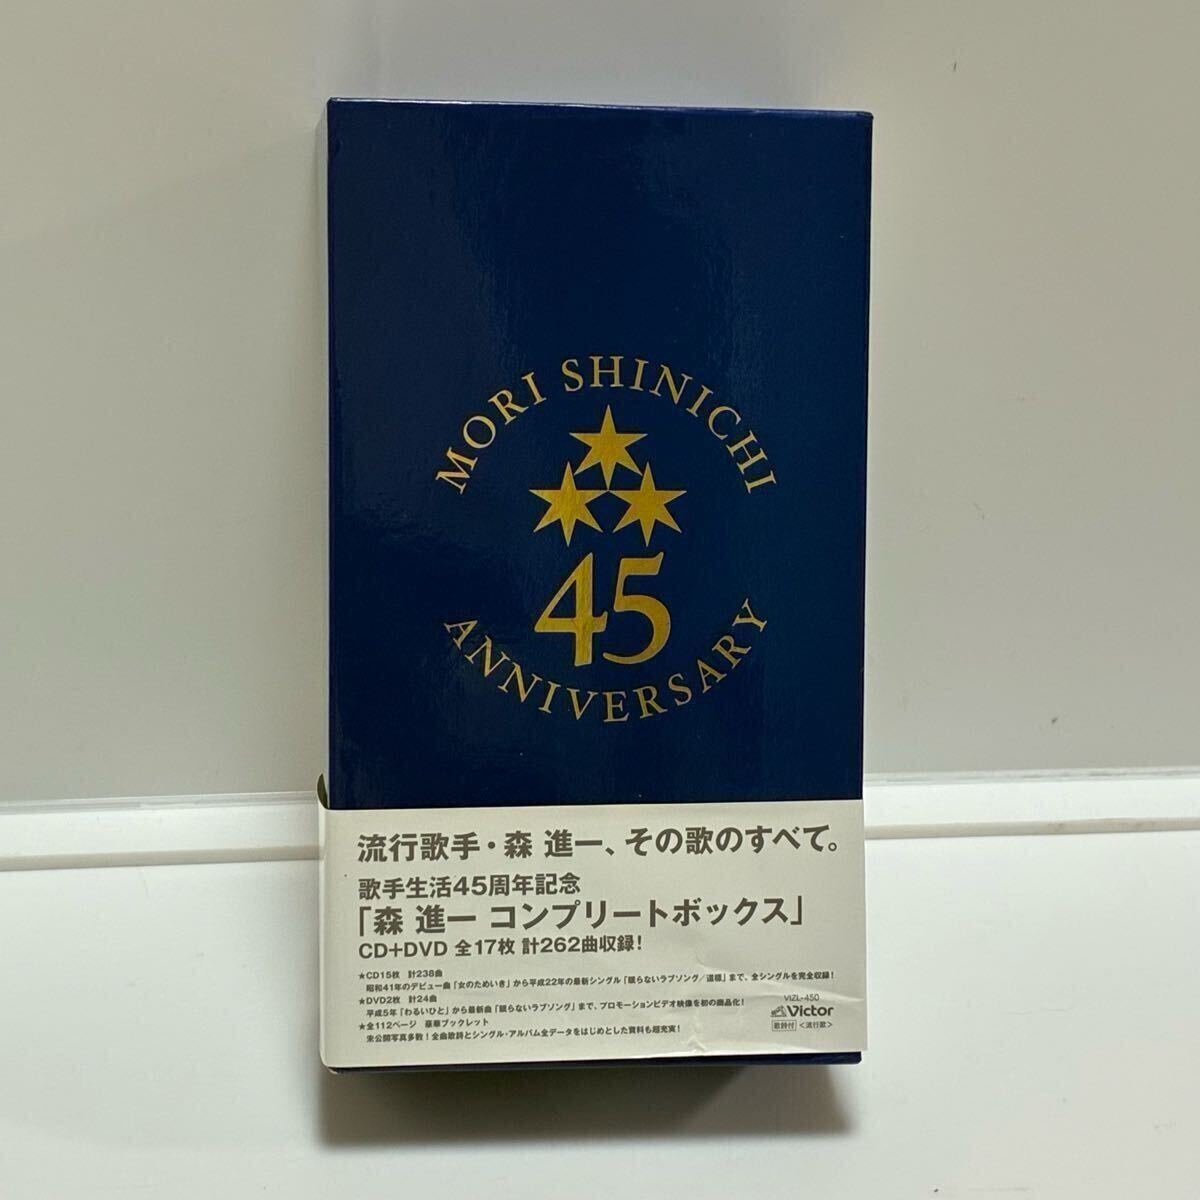 MORI SHINICHI
45
ANNIVERSARY
流行歌手・森 進一、その歌のすべて。
歌手生活45周年記念
「森 進一 コンプリートボックス」
CD+DVD 全17枚 計262曲収録!
★CD15枚 計238曲
昭和41年のデビュー曲「女のためいき」から平成22年の最新シングル「眠らないラブソング/道標」まで、全シングルを完全収録!
★DVD2枚 計24曲
平成5年「わるいひと」から最新曲「眠らないラブソング」まで、プロモーションビデオ映像を初の商品化!
★全112ページ 豪華ブックレット
未公開写真多数!全曲歌詩とシングル・アルバム全データをはじめとした資料も超充実!
VIZL-450
Victor
歌詩付 <流行歌>